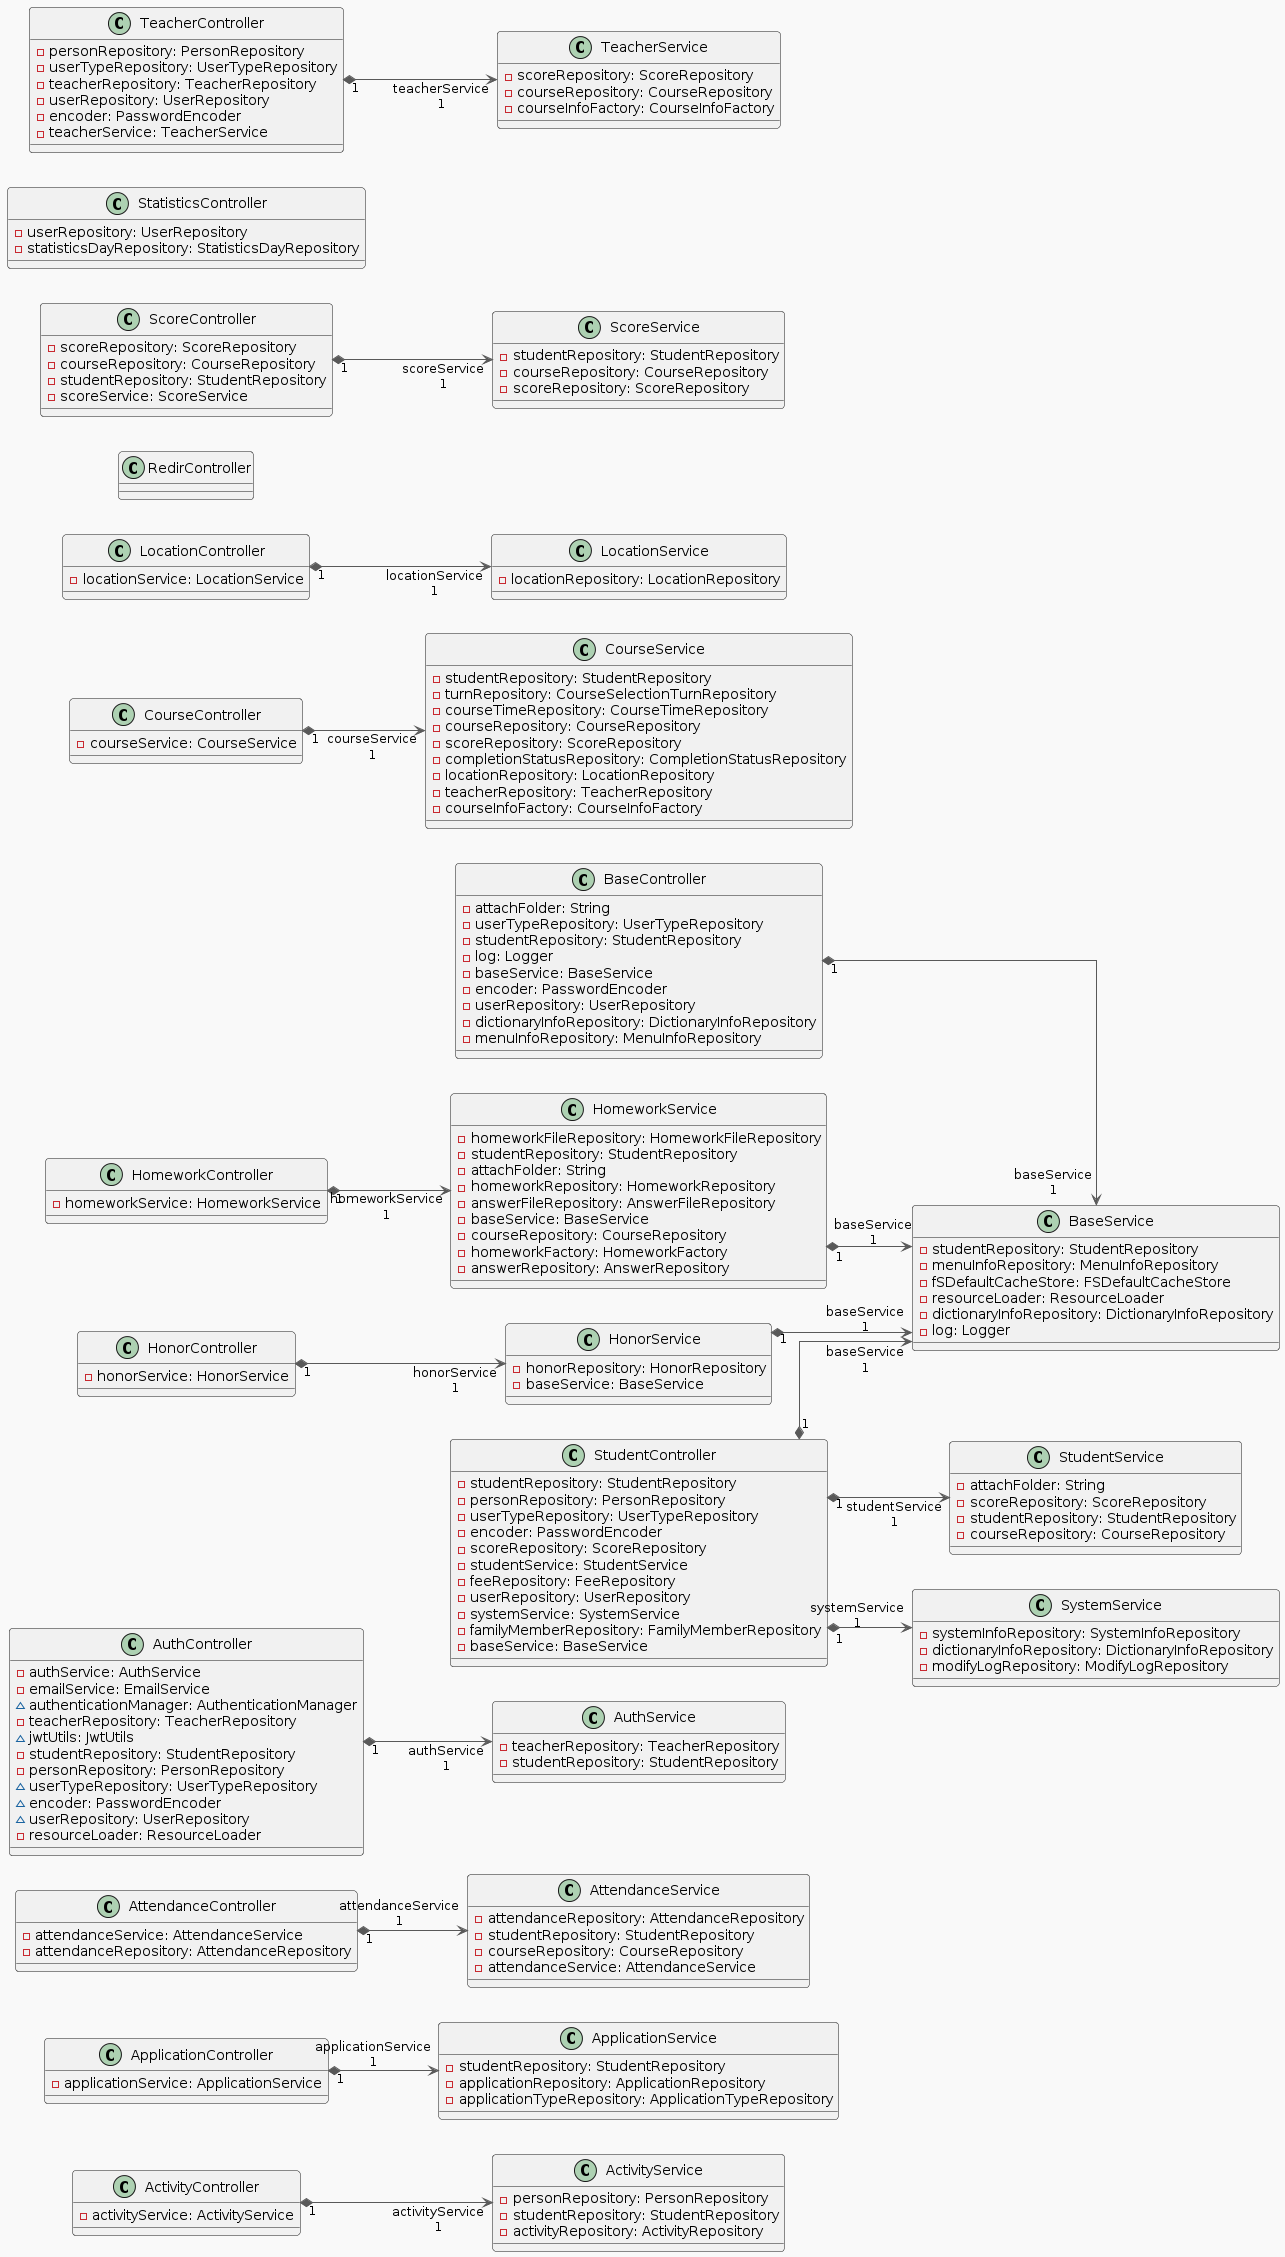 TeacherController
personRepository: PersonRepository
userTypeRepository: UserTypeRepository
teacherRepository: TeacherRepository
userRepository: UserRepository
encoder: PasswordEncoder
teacherService: TeacherService
1
teacherService
1
TeacherService
scoreRepository: ScoreRepository
courseRepository: CourseRepository
courseInfoFactory: CourseInfoFactory
StatisticsController
userRepository: UserRepository
statisticsDayRepository: StatisticsDayRepository
ScoreController
scoreRepository: ScoreRepository
courseRepository: CourseRepository
studentRepository: StudentRepository
scoreService: ScoreService
1
scoreService
1
ScoreService
studentRepository: StudentRepository
courseRepository: CourseRepository
scoreRepository: ScoreRepository
RedirController
LocationController
locationService: LocationService
1
locationService
1
LocationService
locationRepository: LocationRepository
CourseController
courseService: CourseService
1
courseService
1
CourseService
studentRepository: StudentRepository
turnRepository: CourseSelectionTurnRepository
courseTimeRepository: CourseTimeRepository
courseRepository: CourseRepository
scoreRepository: ScoreRepository
completionStatusRepository: CompletionStatusRepository
locationRepository: LocationRepository
teacherRepository: TeacherRepository
courseInfoFactory: CourseInfoFactory
BaseController
attachFolder: String
userTypeRepository: UserTypeRepository
studentRepository: StudentRepository
log: Logger
baseService: BaseService
encoder: PasswordEncoder
userRepository: UserRepository
dictionaryInfoRepository: DictionaryInfoRepository
menuInfoRepository: MenuInfoRepository
1
baseService
1
HomeworkController
homeworkService: HomeworkService
1
homeworkService
1
HomeworkService
homeworkFileRepository: HomeworkFileRepository
studentRepository: StudentRepository
attachFolder: String
homeworkRepository: HomeworkRepository
answerFileRepository: AnswerFileRepository
baseService: BaseService
courseRepository: CourseRepository
homeworkFactory: HomeworkFactory
answerRepository: AnswerRepository
baseService
1
1
BaseService
studentRepository: StudentRepository
menuInfoRepository: MenuInfoRepository
fSDefaultCacheStore: FSDefaultCacheStore
resourceLoader: ResourceLoader
dictionaryInfoRepository: DictionaryInfoRepository
log: Logger
HonorController
honorService: HonorService
1
honorService
1
HonorService
honorRepository: HonorRepository
baseService: BaseService
baseService
1
1
baseService
1
1
StudentController
studentRepository: StudentRepository
personRepository: PersonRepository
userTypeRepository: UserTypeRepository
encoder: PasswordEncoder
scoreRepository: ScoreRepository
studentService: StudentService
feeRepository: FeeRepository
userRepository: UserRepository
systemService: SystemService
familyMemberRepository: FamilyMemberRepository
baseService: BaseService
1
studentService
1
StudentService
attachFolder: String
scoreRepository: ScoreRepository
studentRepository: StudentRepository
courseRepository: CourseRepository
systemService
1
1
SystemService
systemInfoRepository: SystemInfoRepository
dictionaryInfoRepository: DictionaryInfoRepository
modifyLogRepository: ModifyLogRepository
AuthController
authService: AuthService
emailService: EmailService
authenticationManager: AuthenticationManager
teacherRepository: TeacherRepository
jwtUtils: JwtUtils
studentRepository: StudentRepository
personRepository: PersonRepository
userTypeRepository: UserTypeRepository
encoder: PasswordEncoder
userRepository: UserRepository
resourceLoader: ResourceLoader
1
authService
1
AuthService
teacherRepository: TeacherRepository
studentRepository: StudentRepository
AttendanceController
attendanceService: AttendanceService
attendanceRepository: AttendanceRepository
attendanceService
1
1
AttendanceService
attendanceRepository: AttendanceRepository
studentRepository: StudentRepository
courseRepository: CourseRepository
attendanceService: AttendanceService
ApplicationController
applicationService: ApplicationService
applicationService
1
1
ApplicationService
studentRepository: StudentRepository
applicationRepository: ApplicationRepository
applicationTypeRepository: ApplicationTypeRepository
ActivityController
activityService: ActivityService
1
activityService
1
ActivityService
personRepository: PersonRepository
studentRepository: StudentRepository
activityRepository: ActivityRepository